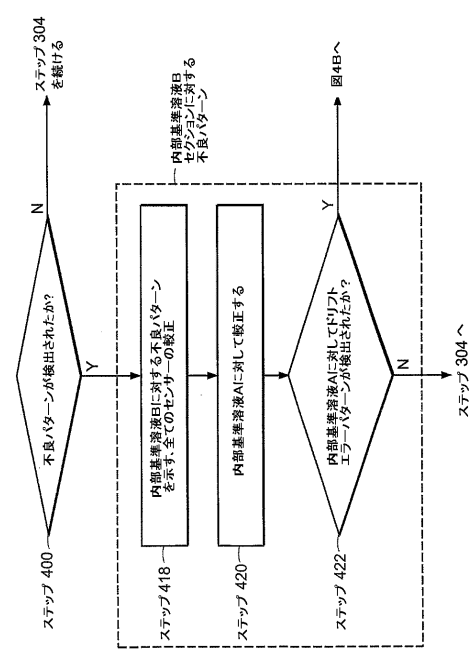 ステップ 400
不良パターンが検出されたか?
N
ステップ 304
を続ける
Y
内部基準溶液B
セクションに対する
不良パターン
ステップ 418
内部基準溶液Bに対する不良パターン
を示す、全てのセンサーの較正
ステップ 420
内部基準溶液Aに対して較正する
ステップ 422
内部基準溶液Aに対してドリフト
エラーパターンが検出されたか?
Y
図4Bへ
N
ステップ 304 へ